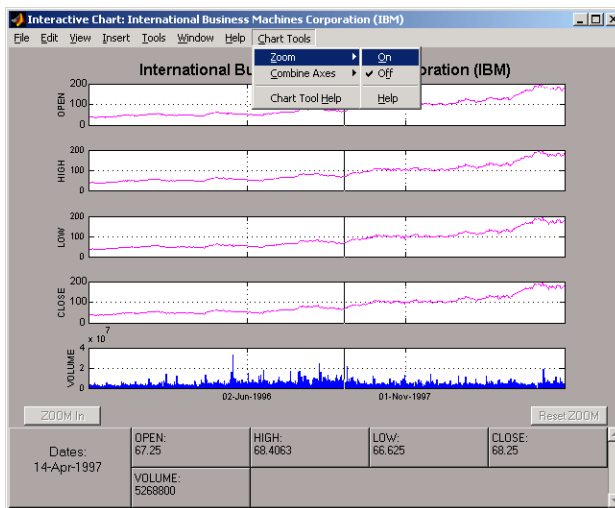 Interactive Chart: International Business Machines Corporation (IBM)
File Edit View Insert Tools Window Help Chart Tools
Zoom
Combine Axes
Chart Tool Help
On
Off
Help
International Bu
oration (IBM)
OPEN
200
100
0
HIGH
200
100
0
LOW
200
100
0
CLOSE
200
100
0
x 10^7
VOLUME
4
2
0
02-Jun-1996 01-Nov-1997
ZOOM In Reset ZOOM
Dates:
14-Apr-1997
OPEN:
67.25
HIGH:
68.4063
LOW:
66.625
CLOSE:
68.25
VOLUME:
5268800